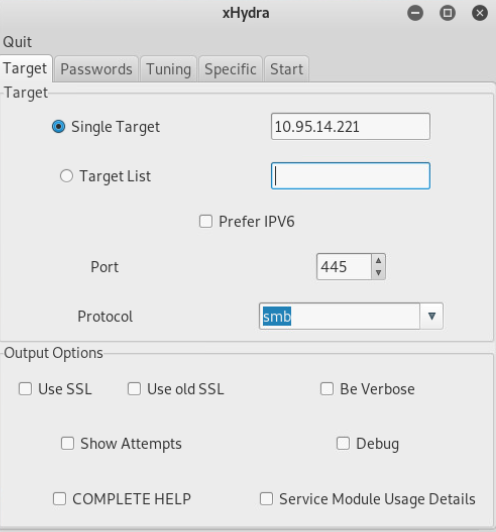 xHydra
Quit
Target Passwords Tuning Specific Start
Target
Single Target 10.95.14.221
Target List
Prefer IPV6
Port 445
Protocol smb
Output Options
Use SSL Use old SSL Be Verbose
Show Attempts Debug
COMPLETE HELP Service Module Usage Details